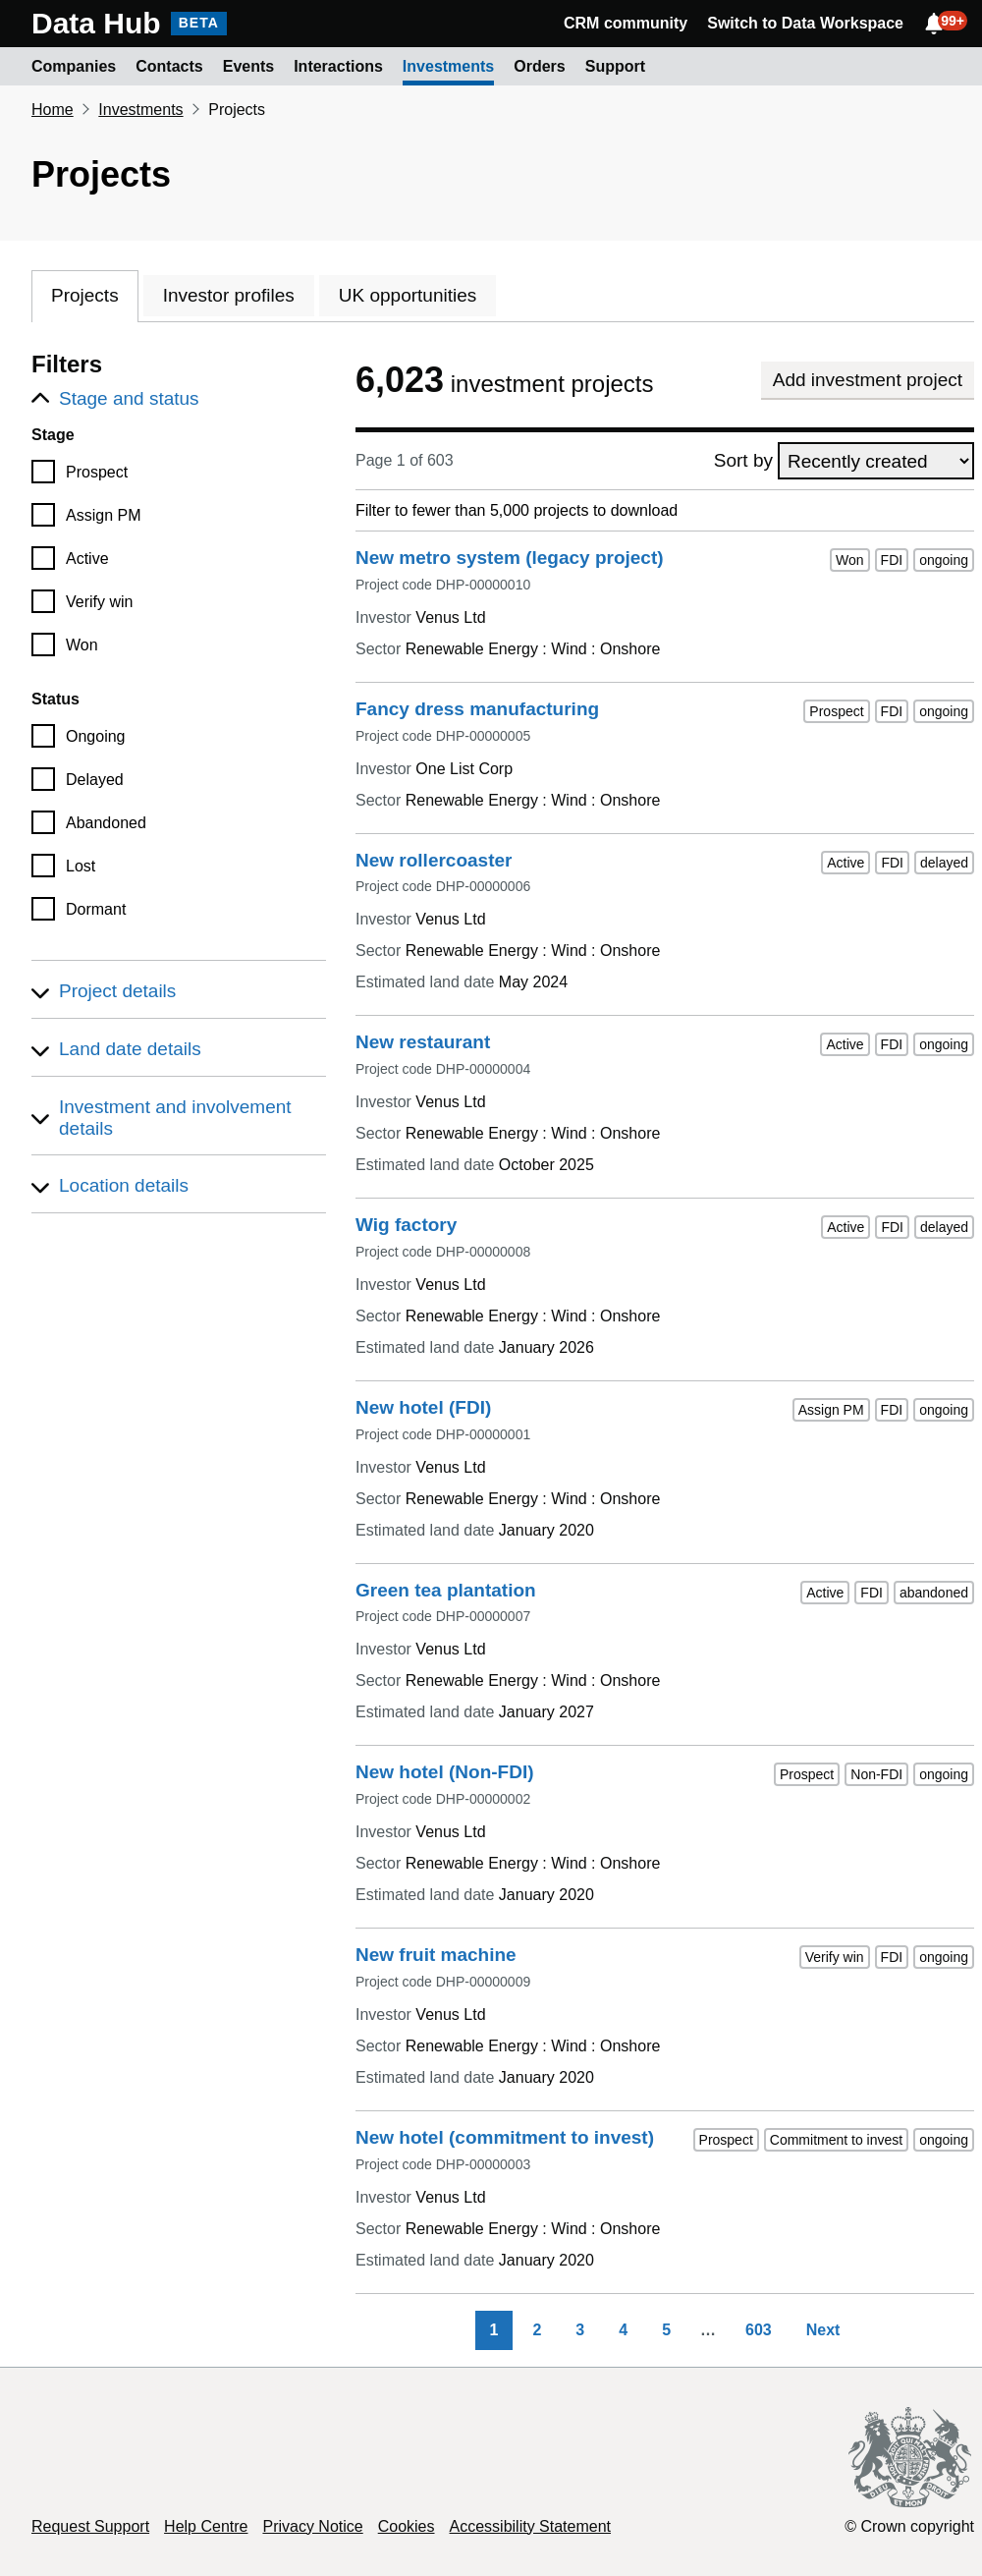 Data Hub BETA CRM community Switch to Data Workspace 99+
Companies Contacts Events Interactions Investments Orders Support
Home Investments Projects
Projects
Projects Investor profiles UK opportunities
Filters
Stage and status
Stage
Prospect
Assign PM
Active
Verify win
Won
Status
Ongoing
Delayed
Abandoned
Lost
Dormant
Project details
Land date details
Investment and involvement
details
Location details
6,023 investment projects Add investment project
Page 1 of 603 Sort by Recently created
Filter to fewer than 5,000 projects to download
New metro system (legacy project) Won FDI ongoing
Project code DHP-00000010
Investor Venus Ltd
Sector Renewable Energy : Wind : Onshore
Fancy dress manufacturing Prospect FDI ongoing
Project code DHP-00000005
Investor One List Corp
Sector Renewable Energy : Wind : Onshore
New rollercoaster Active FDI delayed
Project code DHP-00000006
Investor Venus Ltd
Sector Renewable Energy : Wind : Onshore
Estimated land date May 2024
New restaurant Active FDI ongoing
Project code DHP-00000004
Investor Venus Ltd
Sector Renewable Energy : Wind : Onshore
Estimated land date October 2025
Wig factory Active FDI delayed
Project code DHP-00000008
Investor Venus Ltd
Sector Renewable Energy : Wind : Onshore
Estimated land date January 2026
New hotel (FDI) Assign PM FDI ongoing
Project code DHP-00000001
Investor Venus Ltd
Sector Renewable Energy : Wind : Onshore
Estimated land date January 2020
Green tea plantation Active FDI abandoned
Project code DHP-00000007
Investor Venus Ltd
Sector Renewable Energy : Wind : Onshore
Estimated land date January 2027
New hotel (Non-FDI) Prospect Non-FDI ongoing
Project code DHP-00000002
Investor Venus Ltd
Sector Renewable Energy : Wind : Onshore
Estimated land date January 2020
New fruit machine Verify win FDI ongoing
Project code DHP-00000009
Investor Venus Ltd
Sector Renewable Energy : Wind : Onshore
Estimated land date January 2020
New hotel (commitment to invest) Prospect Commitment to invest ongoing
Project code DHP-00000003
Investor Venus Ltd
Sector Renewable Energy : Wind : Onshore
Estimated land date January 2020
1 2 3 4 5 … 603 Next
DIEU ET MON DROIT
Request Support Help Centre Privacy Notice Cookies Accessibility Statement © Crown copyright